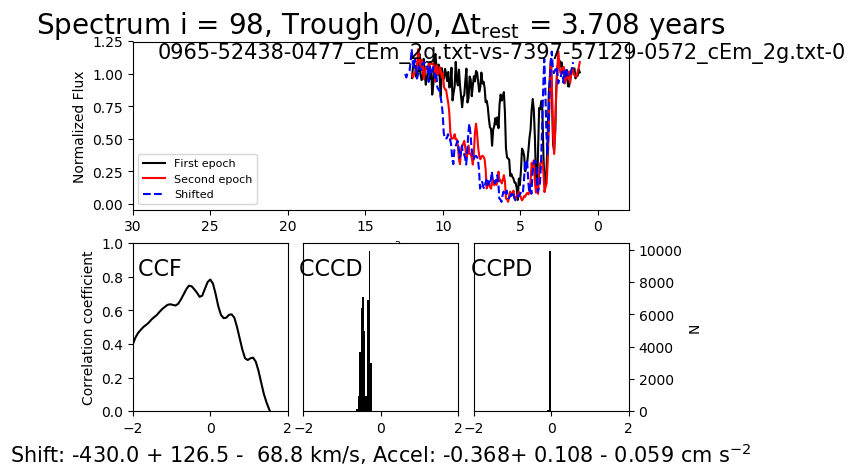 Spectrum i = 98, Trough 0/0, Δt_rest = 3.708 years
0965-52438-0477_cEm_2g.txt-vs-7397-57129-0572_cEm_2g.txt-0
Normalized Flux
1.25
1.00
0.75
0.50
0.25
0.00
First epoch
Second epoch
Shifted
30 25 20 15 10 5 0
Correlation coefficient
1.0
0.8
0.6
0.4
0.2
0.0
CCF
−2 0 2
CCCD
−2 0 2
CCPD
−2 0 2
10000
8000
6000
4000
2000
0
N
Shift: -430.0 + 126.5 - 68.8 km/s, Accel: -0.368+ 0.108 - 0.059 cm s⁻²